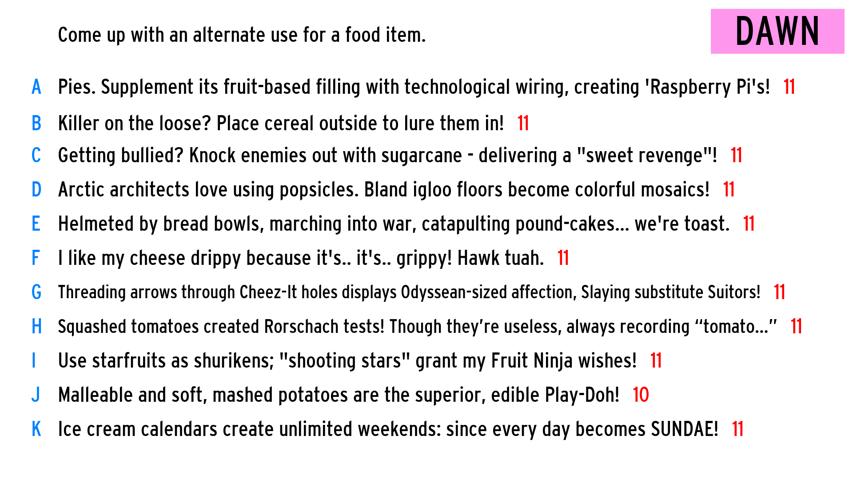 Come up with an alternate use for a food item.
DAWN
A Pies. Supplement its fruit-based filling with technological wiring, creating 'Raspberry Pi's! 11
B Killer on the loose? Place cereal outside to lure them in! 11
C Getting bullied? Knock enemies out with sugarcane - delivering a "sweet revenge"! 11
D Arctic architects love using popsicles. Bland igloo floors become colorful mosaics! 11
E Helmeted by bread bowls, marching into war, catapulting pound-cakes... we're toast. 11
F I like my cheese drippy because it's.. it's.. grippy! Hawk tuah. 11
G Threading arrows through Cheez-It holes displays Odyssean-sized affection, Slaying substitute Suitors! 11
H Squashed tomatoes created Rorschach tests! Though they’re useless, always recording “tomato...” 11
I Use starfruits as shurikens; "shooting stars" grant my Fruit Ninja wishes! 11
J Malleable and soft, mashed potatoes are the superior, edible Play-Doh! 10
K Ice cream calendars create unlimited weekends: since every day becomes SUNDAE! 11